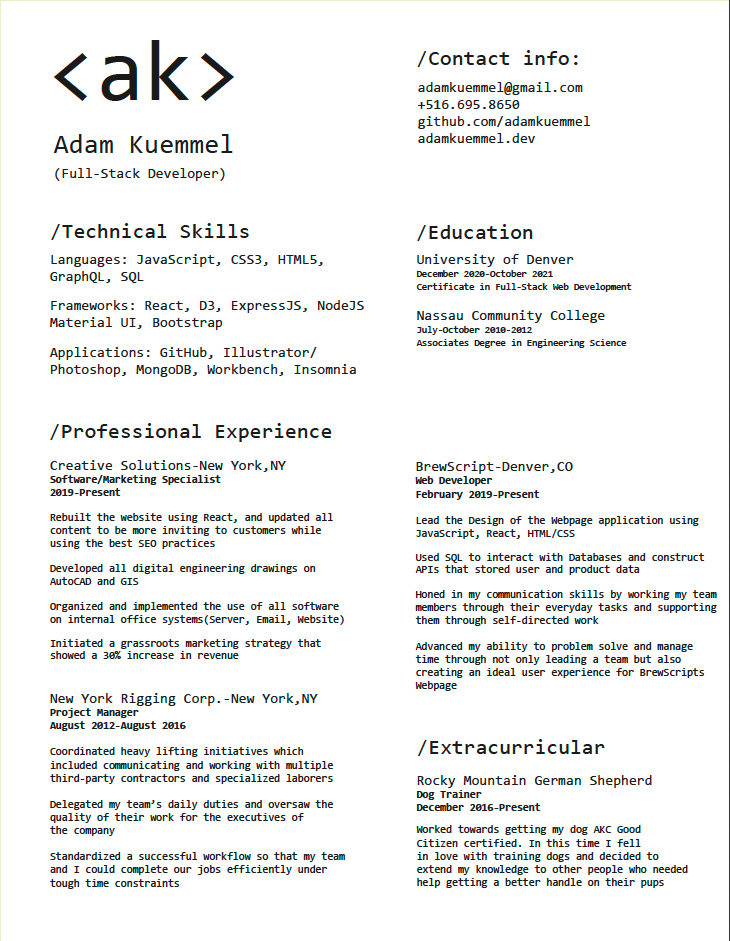 <ak>
Adam Kuemmel
(Full-Stack Developer)
/Contact info:
adamkuemmel@gmail.com
+516.695.8650
github.com/adamkuemmel
adamkuemmel.dev
/Technical Skills
Languages: JavaScript, CSS3, HTML5,
GraphQL, SQL
Frameworks: React, D3, ExpressJS, NodeJS
Material UI, Bootstrap
Applications: GitHub, Illustrator/
Photoshop, MongoDB, Workbench, Insomnia
/Education
University of Denver
December 2020-October 2021
Certificate in Full-Stack Web Development
Nassau Community College
July-October 2010-2012
Associates Degree in Engineering Science
/Professional Experience
Creative Solutions-New York,NY
Software/Marketing Specialist
2019-Present
Rebuilt the website using React, and updated all
content to be more inviting to customers while
using the best SEO practices
Developed all digital engineering drawings on
AutoCAD and GIS
Organized and implemented the use of all software
on internal office systems(Server, Email, Website)
Initiated a grassroots marketing strategy that
showed a 30% increase in revenue
New York Rigging Corp.-New York,NY
Project Manager
August 2012-August 2016
Coordinated heavy lifting initiatives which
included communicating and working with multiple
third-party contractors and specialized laborers
Delegated my team's daily duties and oversaw the
quality of their work for the executives of
the company
Standardized a successful workflow so that my team
and I could complete our jobs efficiently under
tough time constraints
BrewScript-Denver,CO
Web Developer
February 2019-Present
Lead the Design of the Webpage application using
JavaScript, React, HTML/CSS
Used SQL to interact with Databases and construct
APIs that stored user and product data
Honed in my communication skills by working my team
members through their everyday tasks and supporting
them through self-directed work
Advanced my ability to problem solve and manage
time through not only leading a team but also
creating an ideal user experience for BrewScripts
Webpage
/Extracurricular
Rocky Mountain German Shepherd
Dog Trainer
December 2016-Present
Worked towards getting my dog AKC Good
Citizen certified. In this time I fell
in love with training dogs and decided to
extend my knowledge to other people who needed
help getting a better handle on their pups